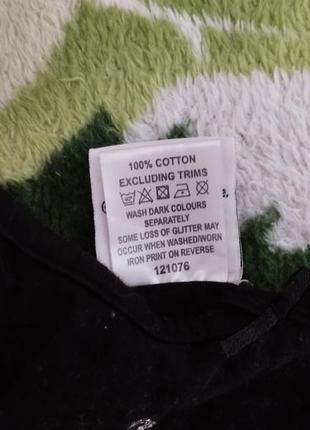 100% COTTON
EXCLUDING TRIMS
WASH DARK COLOURS
SEPARATELY
SOME LOSS OF GLITTER MAY
OCCUR WHEN WASHED/WORN
IRON PRINT ON REVERSE
121076